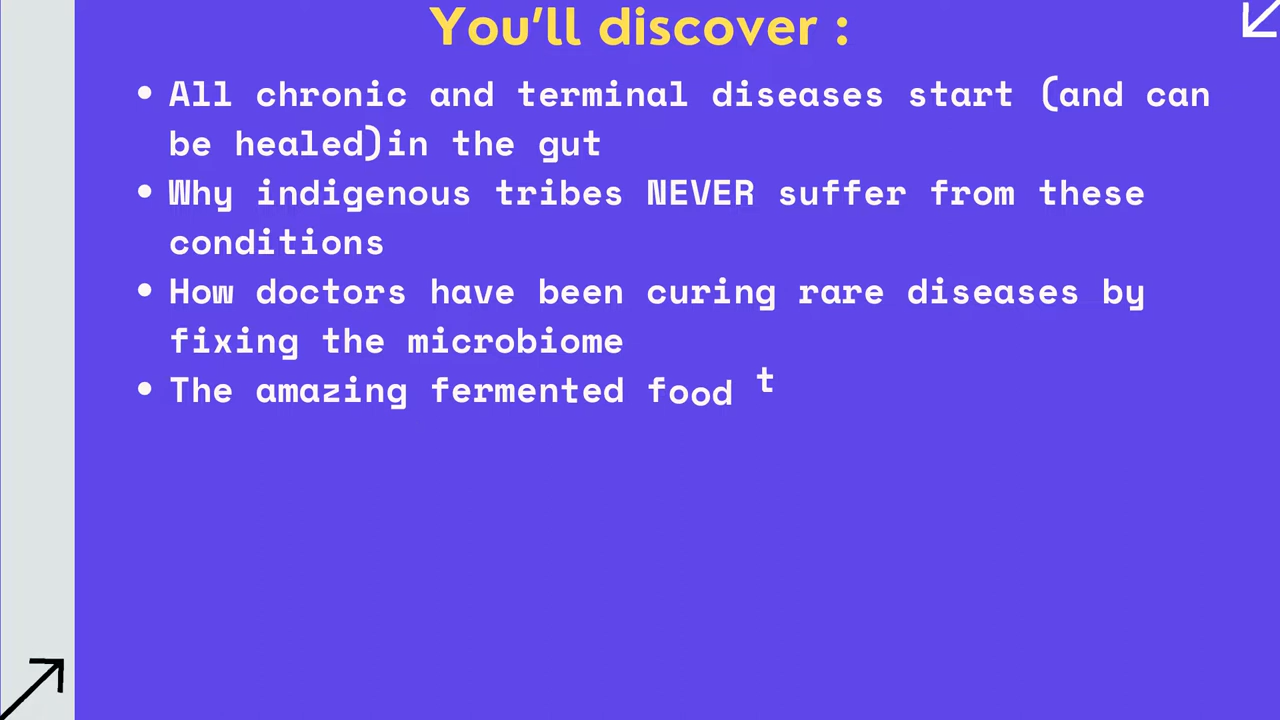 You'll discover :
• All chronic and terminal diseases start (and can
be healed)in the gut
• Why indigenous tribes NEVER suffer from these
conditions
• How doctors have been curing rare diseases by
fixing the microbiome
• The amazing fermented food t